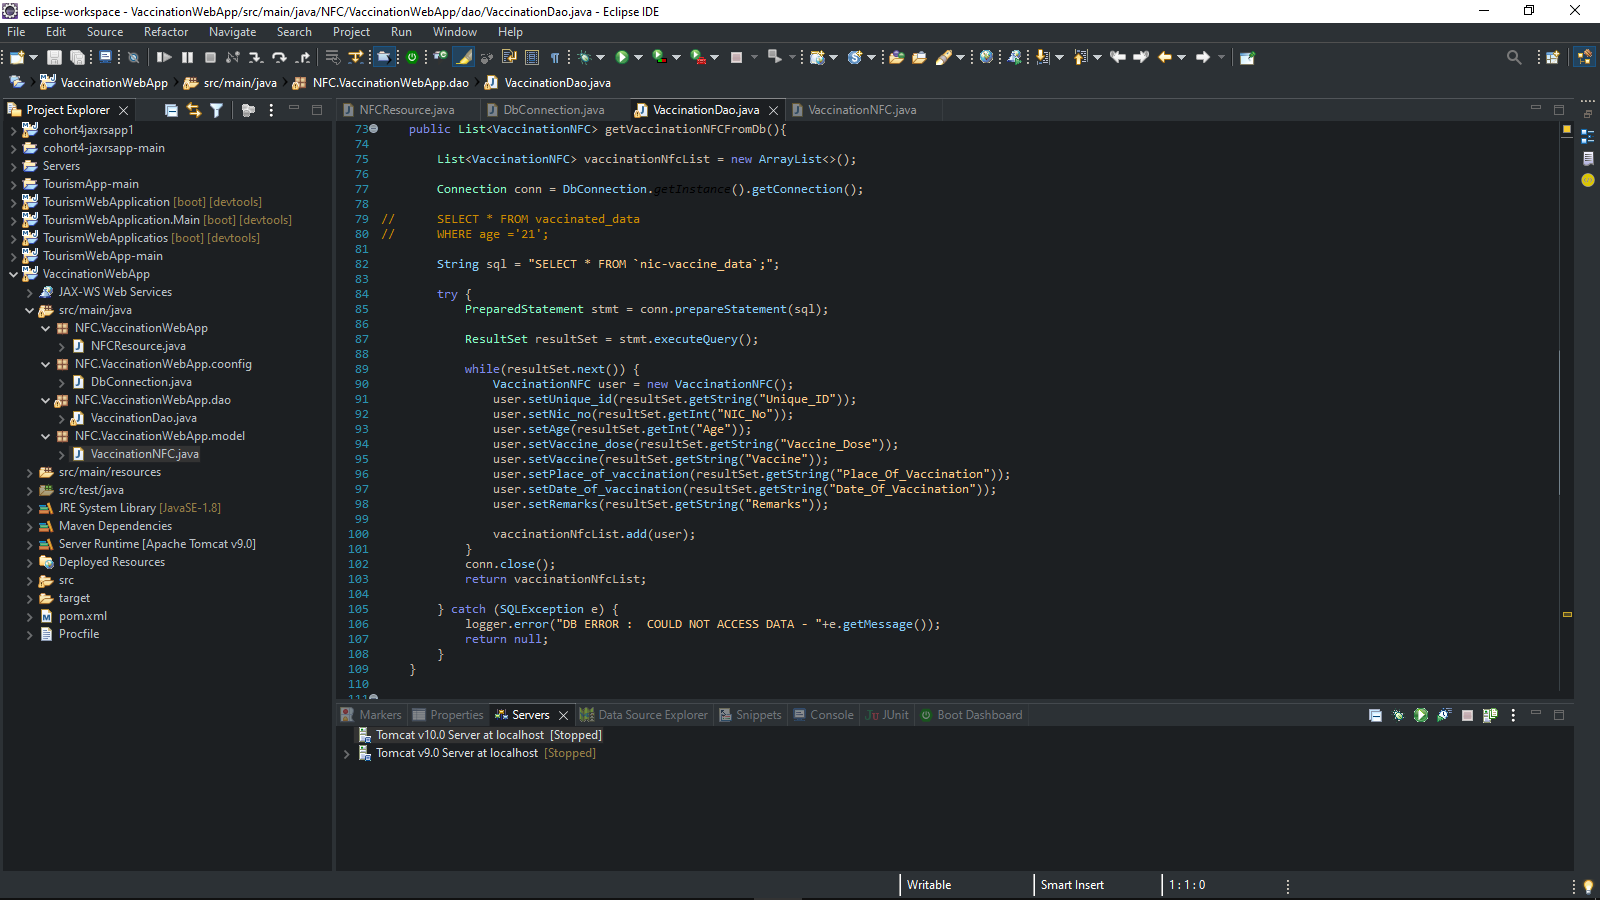 eclipse-workspace - VaccinationWebApp/src/main/java/NFC/VaccinationWebApp/dao/VaccinationDao.java - Eclipse IDE
File Edit Source Refactor Navigate Search Project Run Window Help
VaccinationWebApp src/main/java NFC.VaccinationWebApp.dao VaccinationDao.java
Project Explorer
cohort4jaxrsapp1
cohort4-jaxrsapp-main
Servers
TourismApp-main
TourismWebApplication [boot] [devtools]
TourismWebApplication.Main [boot] [devtools]
TourismWebApplicatios [boot] [devtools]
TourismWebApp-main
VaccinationWebApp
JAX-WS Web Services
src/main/java
NFC.VaccinationWebApp
NFCResource.java
NFC.VaccinationWebApp.coonfig
DbConnection.java
NFC.VaccinationWebApp.dao
VaccinationDao.java
NFC.VaccinationWebApp.model
VaccinationNFC.java
src/main/resources
src/test/java
JRE System Library [JavaSE-1.8]
Maven Dependencies
Server Runtime [Apache Tomcat v9.0]
Deployed Resources
src
target
pom.xml
Procfile
NFCResource.java DbConnection.java VaccinationDao.java VaccinationNFC.java
73 public List<VaccinationNFC> getVaccinationNFCFromDb(){
74
75 List<VaccinationNFC> vaccinationNfcList = new ArrayList<>();
76
77 Connection conn = DbConnection.getInstance().getConnection();
78
79 // SELECT * FROM vaccinated_data
80 // WHERE age ='21';
81
82 String sql = "SELECT * FROM `nic-vaccine_data`;";
83
84 try {
85 PreparedStatement stmt = conn.prepareStatement(sql);
86
87 ResultSet resultSet = stmt.executeQuery();
88
89 while(resultSet.next()) {
90 VaccinationNFC user = new VaccinationNFC();
91 user.setUnique_id(resultSet.getString("Unique_ID"));
92 user.setNic_no(resultSet.getInt("NIC_No"));
93 user.setAge(resultSet.getInt("Age"));
94 user.setVaccine_dose(resultSet.getString("Vaccine_Dose"));
95 user.setVaccine(resultSet.getString("Vaccine"));
96 user.setPlace_of_vaccination(resultSet.getString("Place_Of_Vaccination"));
97 user.setDate_of_vaccination(resultSet.getString("Date_Of_Vaccination"));
98 user.setRemarks(resultSet.getString("Remarks"));
99
100 vaccinationNfcList.add(user);
101 }
102 conn.close();
103 return vaccinationNfcList;
104
105 } catch (SQLException e) {
106 logger.error("DB ERROR :  COULD NOT ACCESS DATA - "+e.getMessage());
107 return null;
108 }
109 }
110
111
Markers Properties Servers Data Source Explorer Snippets Console Ju JUnit Boot Dashboard
Tomcat v10.0 Server at localhost [Stopped]
Tomcat v9.0 Server at localhost [Stopped]
Writable Smart Insert 1 : 1 : 0